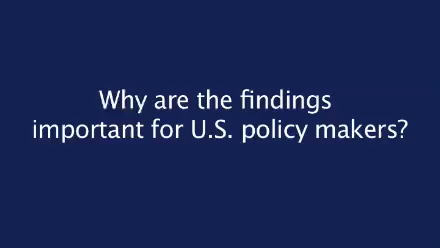 Why are the findings
important for U.S. policy makers?